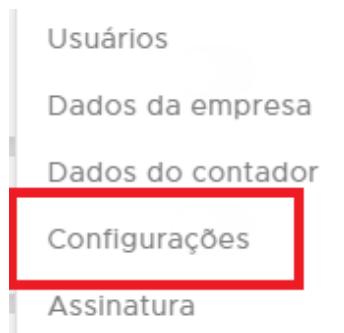 Usuários
Dados da empresa
Dados do contador
Configurações
Assinatura